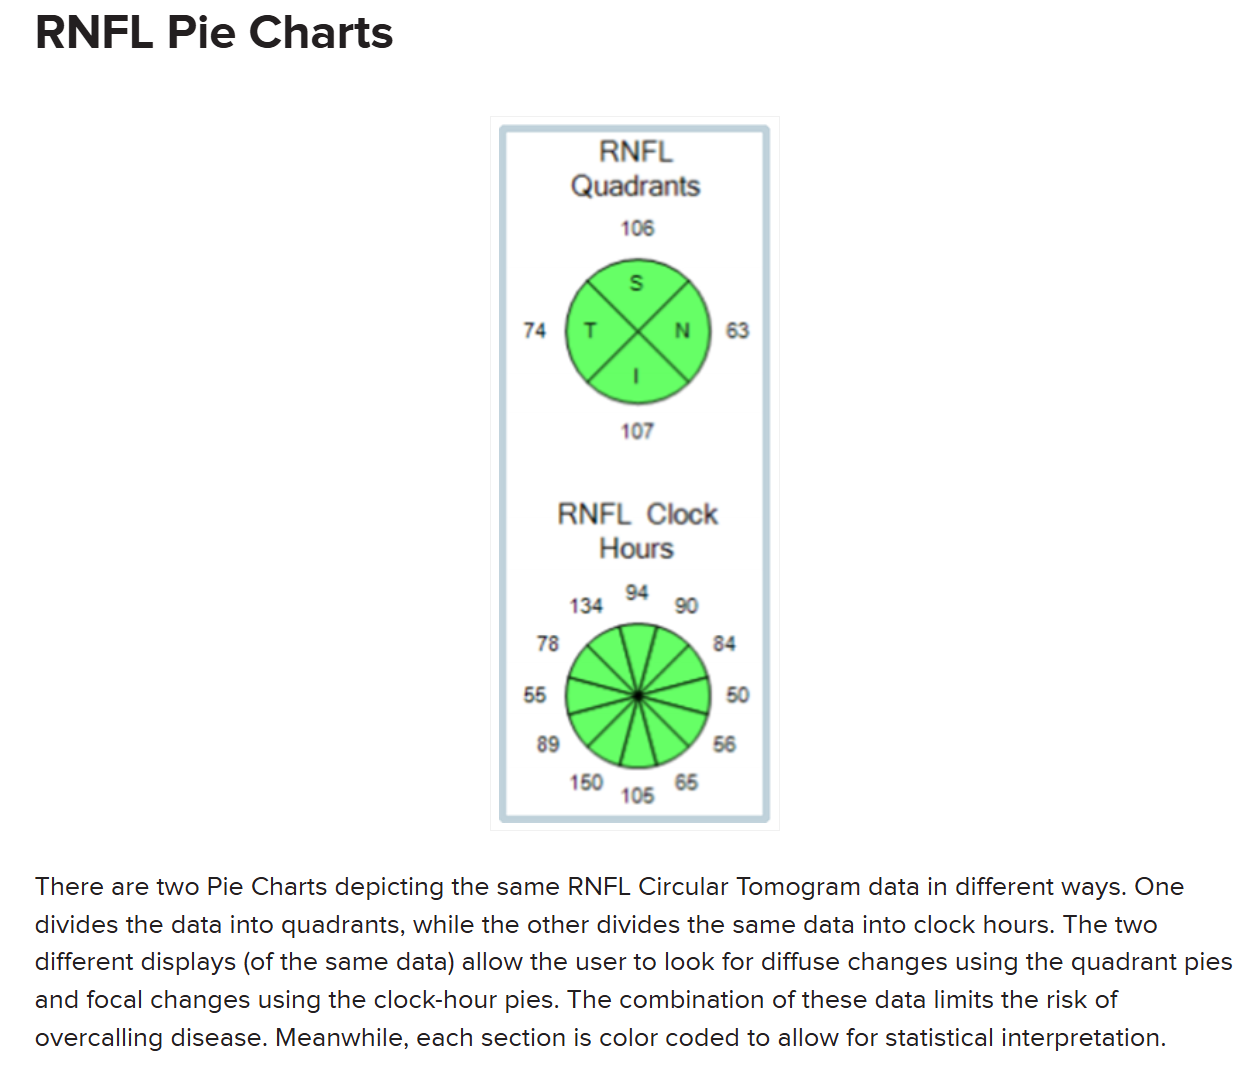 RNFL Pie Charts
RNFL
Quadrants
106
S
74 T N 63
I
107
RNFL Clock
Hours
94
134 90
78 84
55 50
89 56
150 65
105
There are two Pie Charts depicting the same RNFL Circular Tomogram data in different ways. One
divides the data into quadrants, while the other divides the same data into clock hours. The two
different displays (of the same data) allow the user to look for diffuse changes using the quadrant pies
and focal changes using the clock-hour pies. The combination of these data limits the risk of
overcalling disease. Meanwhile, each section is color coded to allow for statistical interpretation.